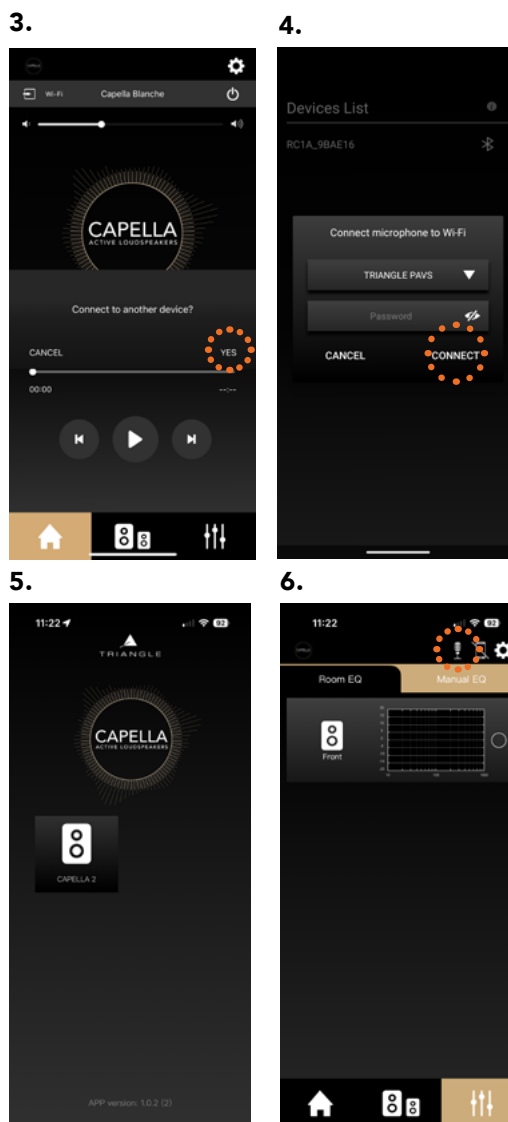 3.
Wi-Fi Capella Blanche
CAPELLA
ACTIVE LOUDSPEAKERS
Connect to another device?
CANCEL YES
00:00 --:--
4.
Devices List
RC1A_9BAE16
Connect microphone to Wi-Fi
TRIANGLE PAVS
Password
CANCEL CONNECT
5.
11:22 92
TRIANGLE
CAPELLA
ACTIVE LOUDSPEAKERS
CAPELLA 2
APP version: 1.0.2 (2)
6.
11:22 92
Room EQ Manual EQ
Front